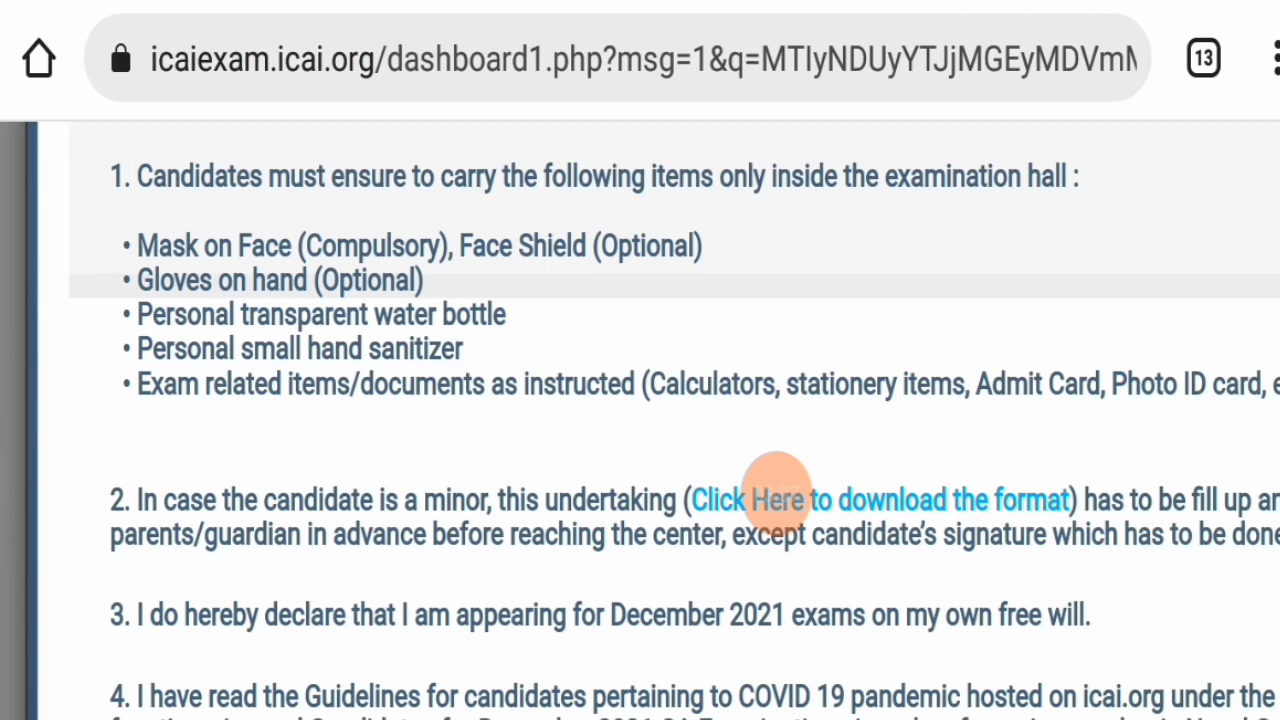 icaiexam.icai.org/dashboard1.php?msg=1&q=MTIyNDUyYTJjMGEyMDVm
13
1. Candidates must ensure to carry the following items only inside the examination hall :
• Mask on Face (Compulsory), Face Shield (Optional)
• Gloves on hand (Optional)
• Personal transparent water bottle
• Personal small hand sanitizer
• Exam related items/documents as instructed (Calculators, stationery items, Admit Card, Photo ID card,
2. In case the candidate is a minor, this undertaking (Click Here to download the format) has to be fill up
parents/guardian in advance before reaching the center, except candidate's signature which has to be done
3. I do hereby declare that I am appearing for December 2021 exams on my own free will.
4. I have read the Guidelines for candidates pertaining to COVID 19 pandemic hosted on icai.org under the